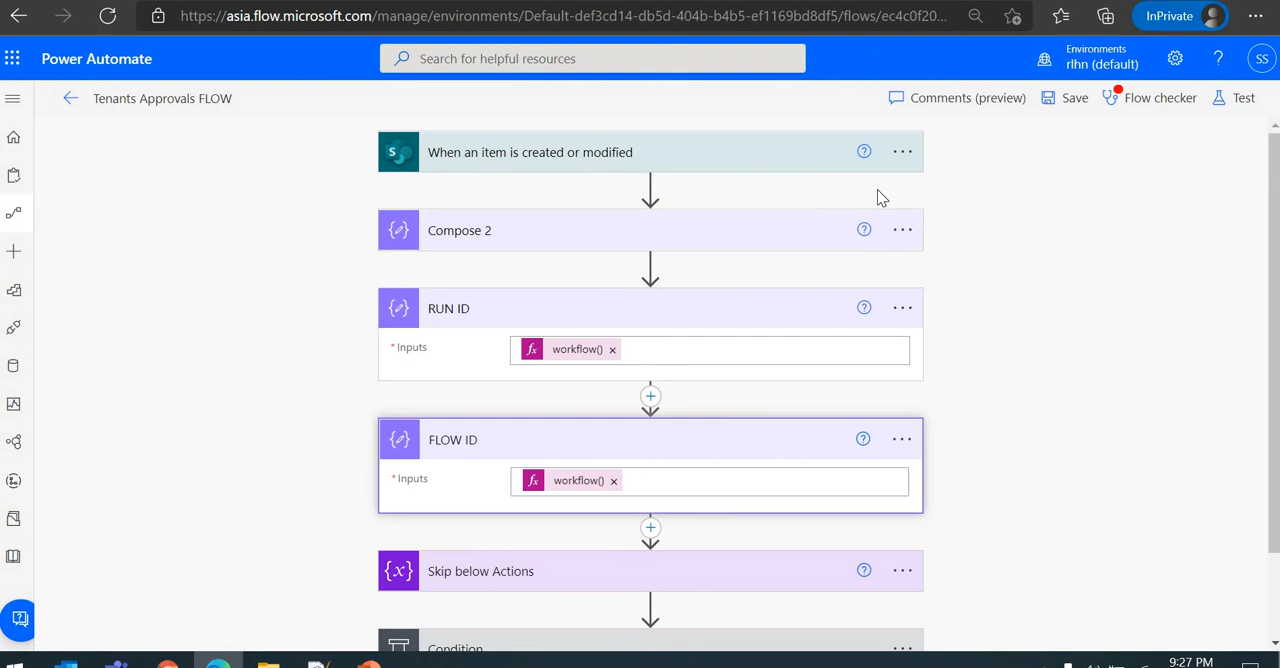 https://asia.flow.microsoft.com/manage/environments/Default-def3cd14-db5d-404b-b4b5-ef1169bd8df5/flows/ec4c0f20...
InPrivate
Power Automate
Search for helpful resources
Environments
rlhn (default)
?
SS
Tenants Approvals FLOW
Comments (preview)
Save
Flow checker
Test
S
When an item is created or modified
?
Compose 2
?
RUN ID
?
* Inputs
fx
workflow() ×
FLOW ID
?
* Inputs
fx
workflow() ×
{x}
Skip below Actions
?
Condition
9:27 PM